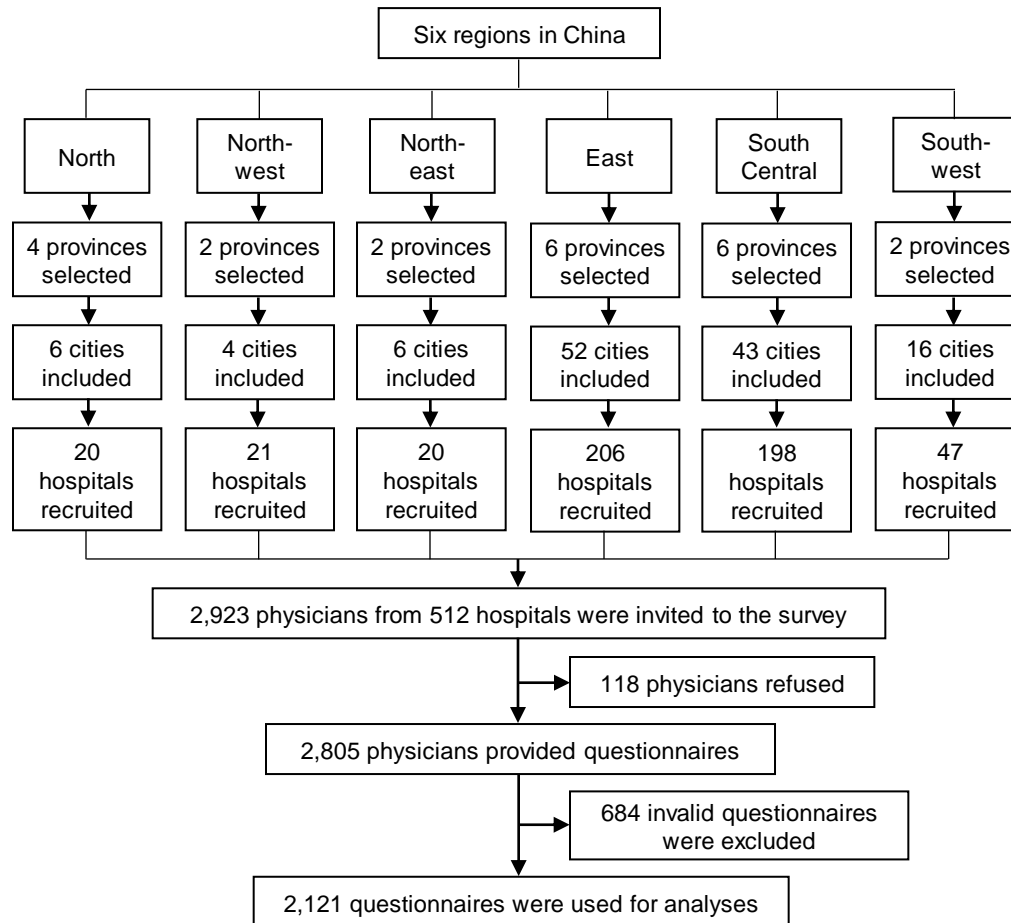 Six regions in China
North
North-
west
North-
east
East
South
Central
South-
west
4 provinces
selected
2 provinces
selected
2 provinces
selected
6 provinces
selected
6 provinces
selected
2 provinces
selected
6 cities
included
4 cities
included
6 cities
included
52 cities
included
43 cities
included
16 cities
included
20
hospitals
recruited
21
hospitals
recruited
20
hospitals
recruited
206
hospitals
recruited
198
hospitals
recruited
47
hospitals
recruited
2,923 physicians from 512 hospitals were invited to the survey
118 physicians refused
2,805 physicians provided questionnaires
684 invalid questionnaires
were excluded
2,121 questionnaires were used for analyses